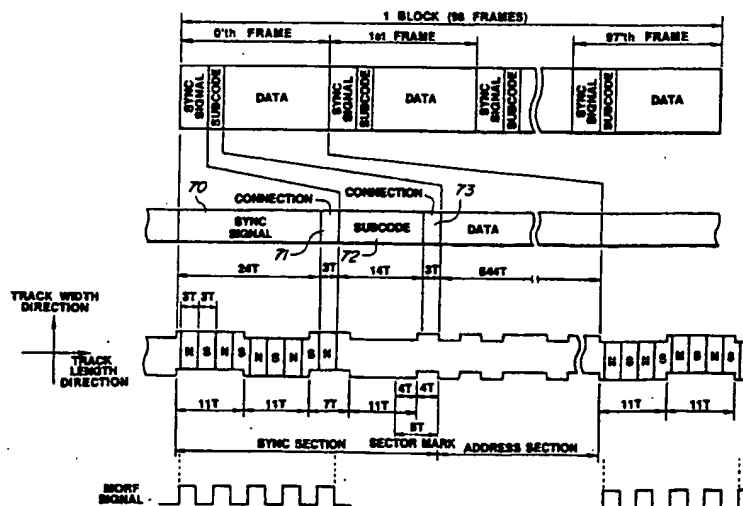 1 BLOCK (98 FRAMES)
0'th FRAME
1st FRAME
97'th FRAME
SYNC SIGNAL
SUBCODE
DATA
SYNC SIGNAL
SUBCODE
DATA
SYNC SIGNAL
SUBCODE
SYNC SIGNAL
SUBCODE
DATA
70
CONNECTION
CONNECTION
73
SYNC SIGNAL
71
SUBCODE
72
DATA
24T
3T
14T
3T
544T
TRACK WIDTH DIRECTION
3T 3T
TRACK LENGTH DIRECTION
N S N S N S N S N
N S N S N S N S
11T
11T
7T
11T
4T
4T
8T
11T
11T
SYNC SECTION
SECTOR MARK
ADDRESS SECTION
MORF SIGNAL